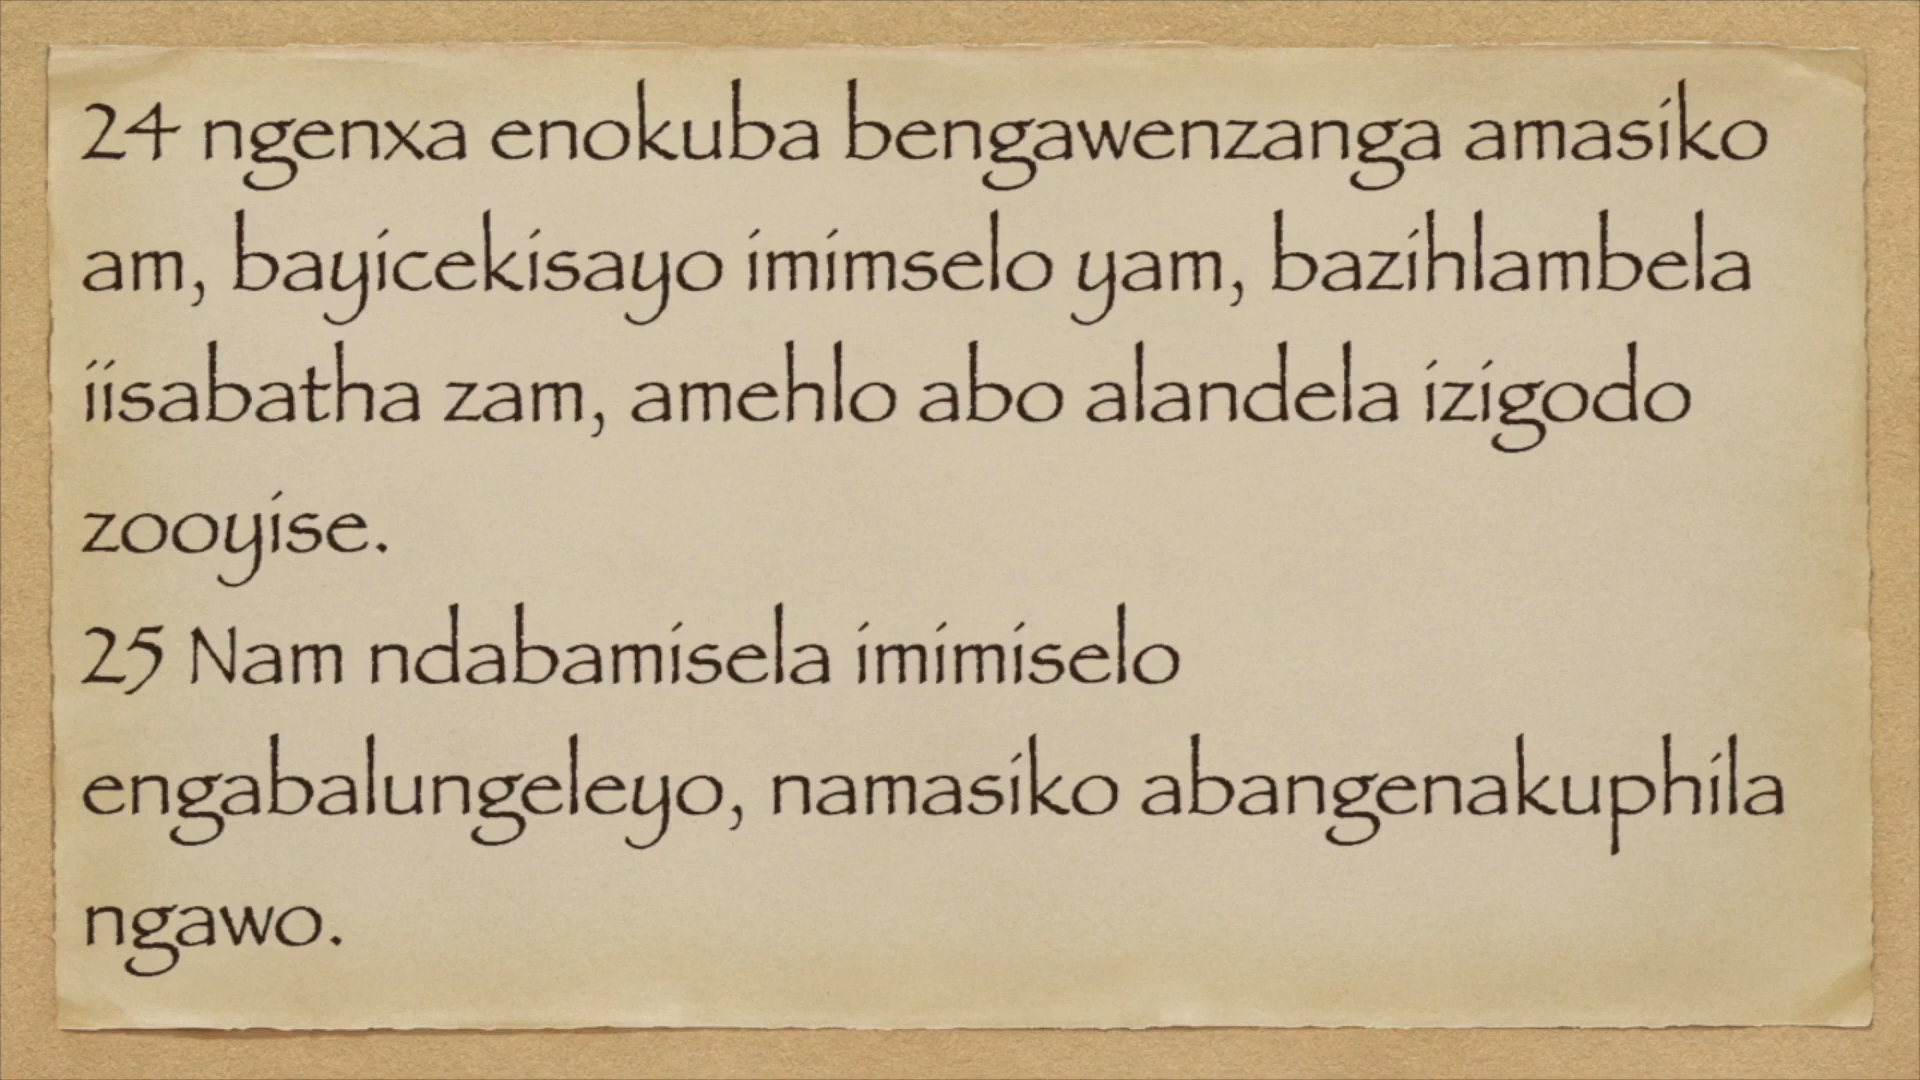 24 ngenxa enokuba bengawenzanga amasiko
am, bayicekisayo imimselo yam, bazihlambela
iisabatha zam, amehlo abo alandela izigodo
zooyise.
25 Nam ndabamisela imimiselo
engabalungeleyo, namasiko abangenakuphila
ngawo.